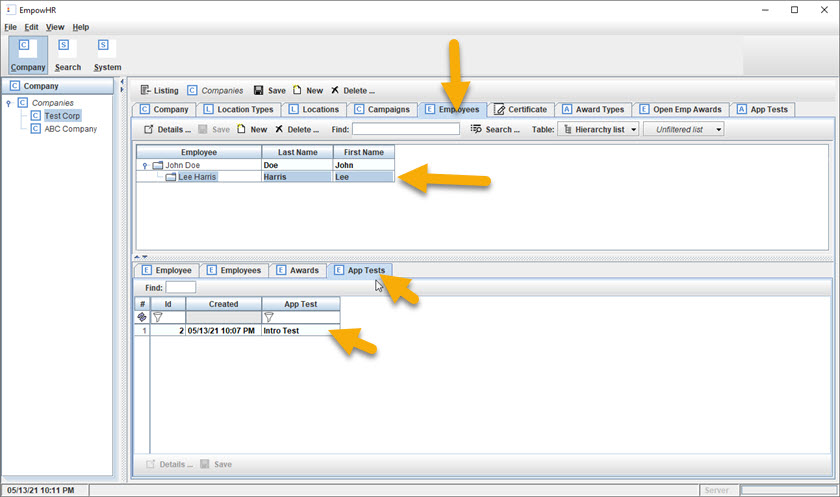 EmpowHR
File Edit View Help
C S S
Company Search System
C Company
C Companies
C Test Corp
C ABC Company
Listing C Companies Save New Delete ...
C Company L Location Types L Locations C Campaigns E Employees Certificate A Award Types E Open Emp Awards A App Tests
Details ... Save New Delete ... Find: Search ... Table: Hierarchy list Unfiltered list
Employee Last Name First Name
John Doe Doe John
Lee Harris Harris Lee
E Employee E Employees E Awards E App Tests
Find:
# Id Created App Test
1 2 05/13/21 10:07 PM Intro Test
Details ... Save
05/13/21 10:11 PM Server